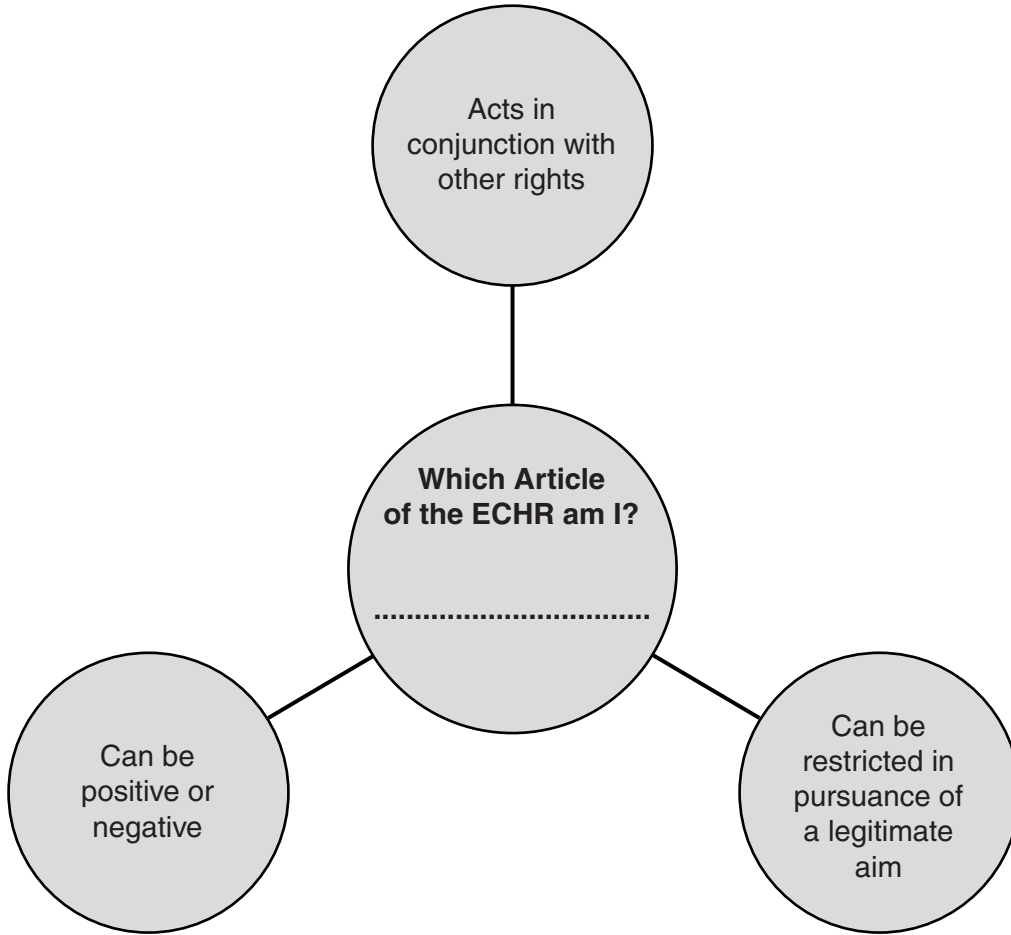 Acts in
conjunction with
other rights
Which Article
of the ECHR am I?
..................................
Can be
positive or
negative
Can be
restricted in
pursuance of
a legitimate
aim